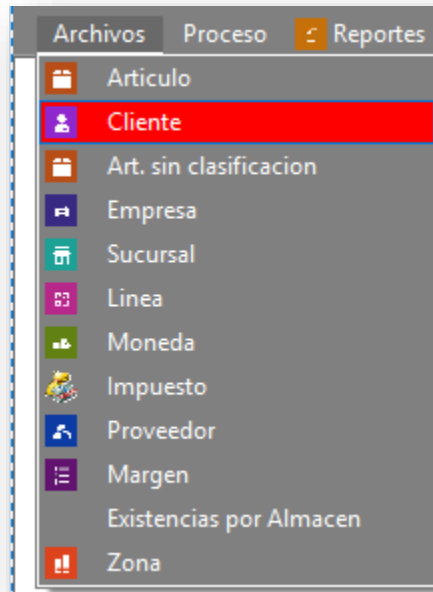 Archivos Proceso Reportes
Articulo
Cliente
Art. sin clasificacion
Empresa
Sucursal
Linea
Moneda
Impuesto
Proveedor
Margen
Existencias por Almacen
Zona